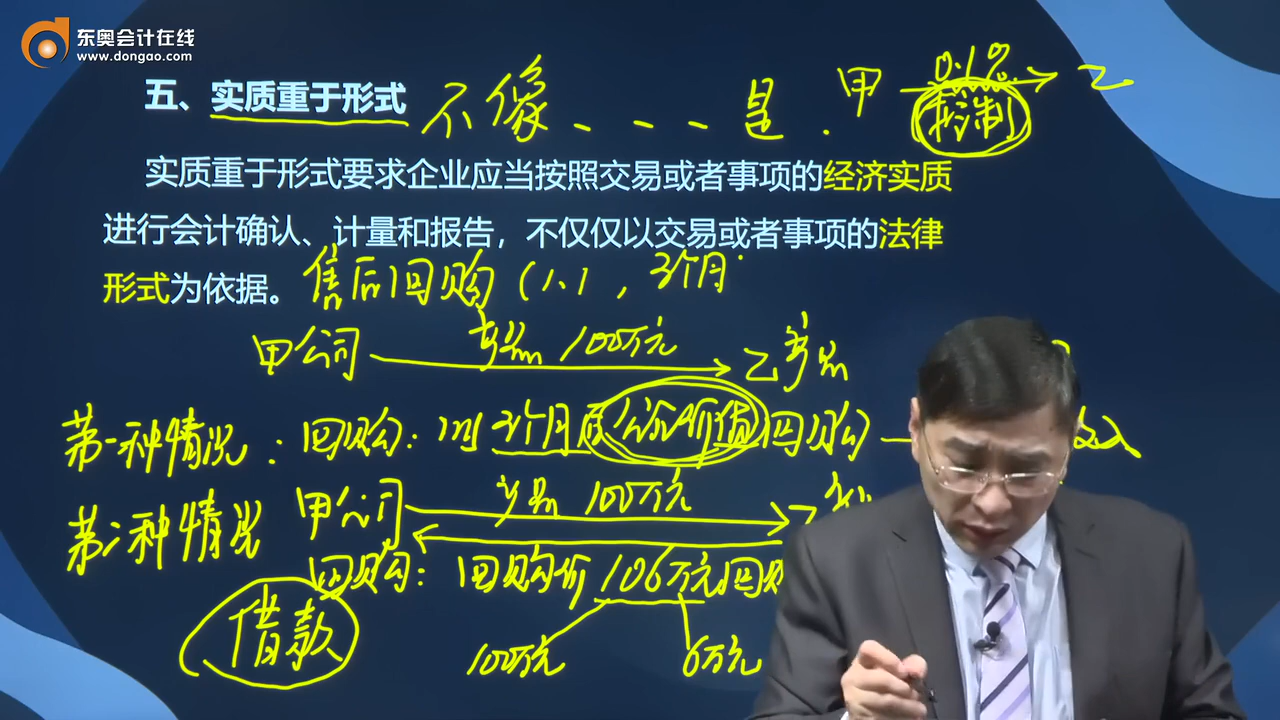 东奥会计在线
www.dongao.com
五、实质重于形式
不像 - - - 是. 甲 乙
控制
实质重于形式要求企业应当按照交易或者事项的经济实质
进行会计确认、计量和报告，不仅仅以交易或者事项的法律
形式为依据。
售后回购（1.1，3个月
甲公司 商品 100万元 乙
第一种情况：回购：以3个月后公允价值回购
第二种情况 甲公司 商品 100万元
回购：回购价106万元回购
借款
100万元 6万元